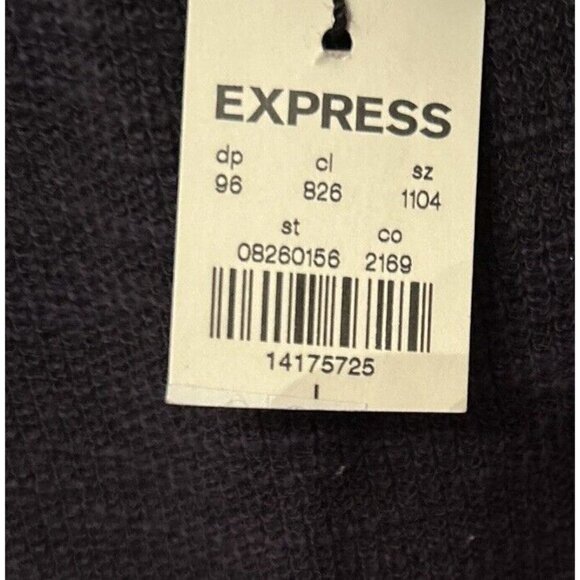 EXPRESS
dp cl sz
96 826 1104
st co
08260156 2169
14175725